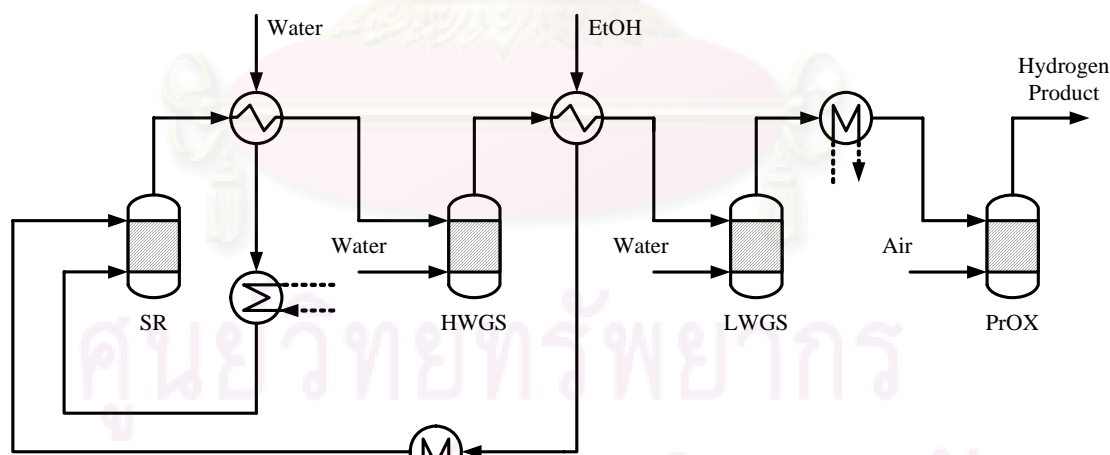 Water
EtOH
Hydrogen
Product
Water
Water
Air
SR
HWGS
LWGS
PrOX
ศูนยวิทยทรัพยากร